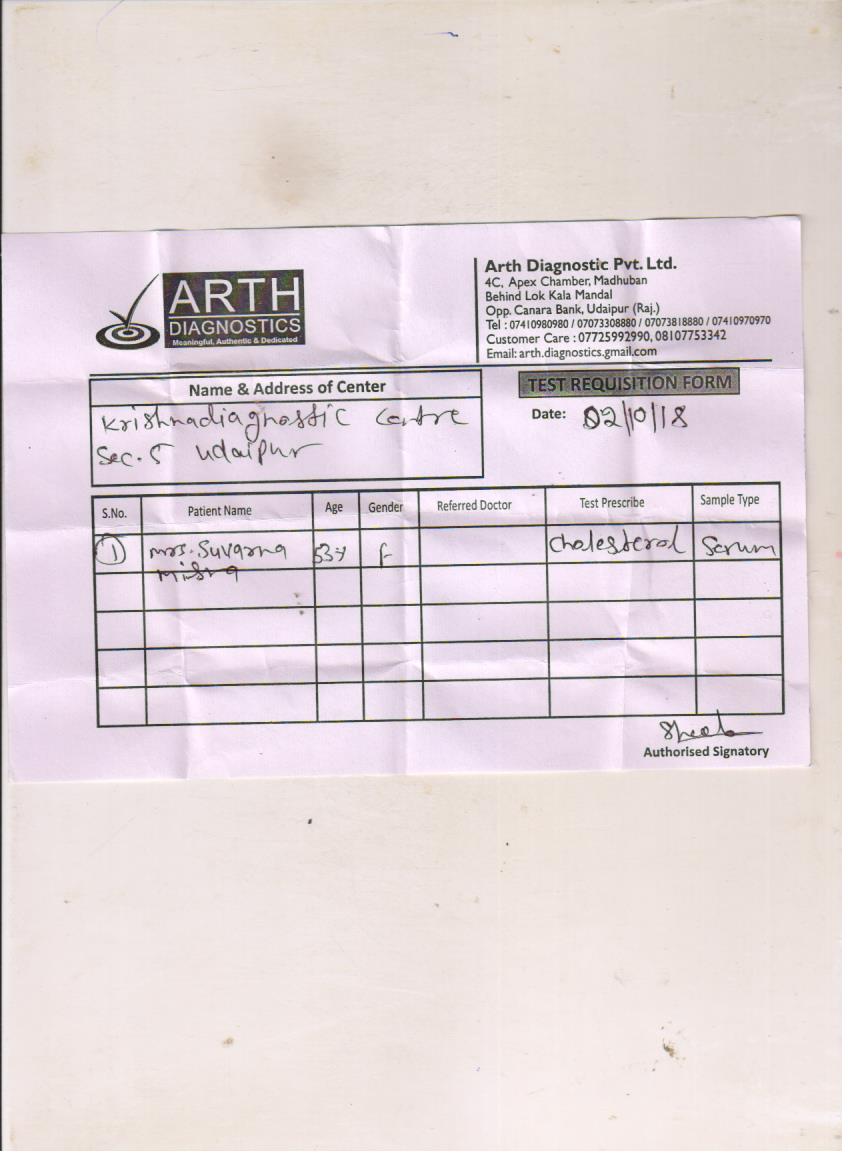 ARTH
DIAGNOSTICS
Meaningful, Authentic & Dedicated
Arth Diagnostic Pvt. Ltd.
4C, Apex Chamber, Madhuban
Behind Lok Kala Mandal
Opp. Canara Bank, Udaipur (Raj.)
Tel : 07410980980 / 07073308880 / 07073818880 / 07410970970
Customer Care : 07725992990, 08107753342
Email: arth.diagnostics.gmail.com
Name & Address of Center
Krishnadiagnostic Centre
Sec. 5 Udaipur
TEST REQUISITION FORM
Date: 02/10/18
S.No. Patient Name Age Gender Referred Doctor Test Prescribe Sample Type
1 Mrs. Suvarna 53y F Cholesterol Serum
Misra
Authorised Signatory